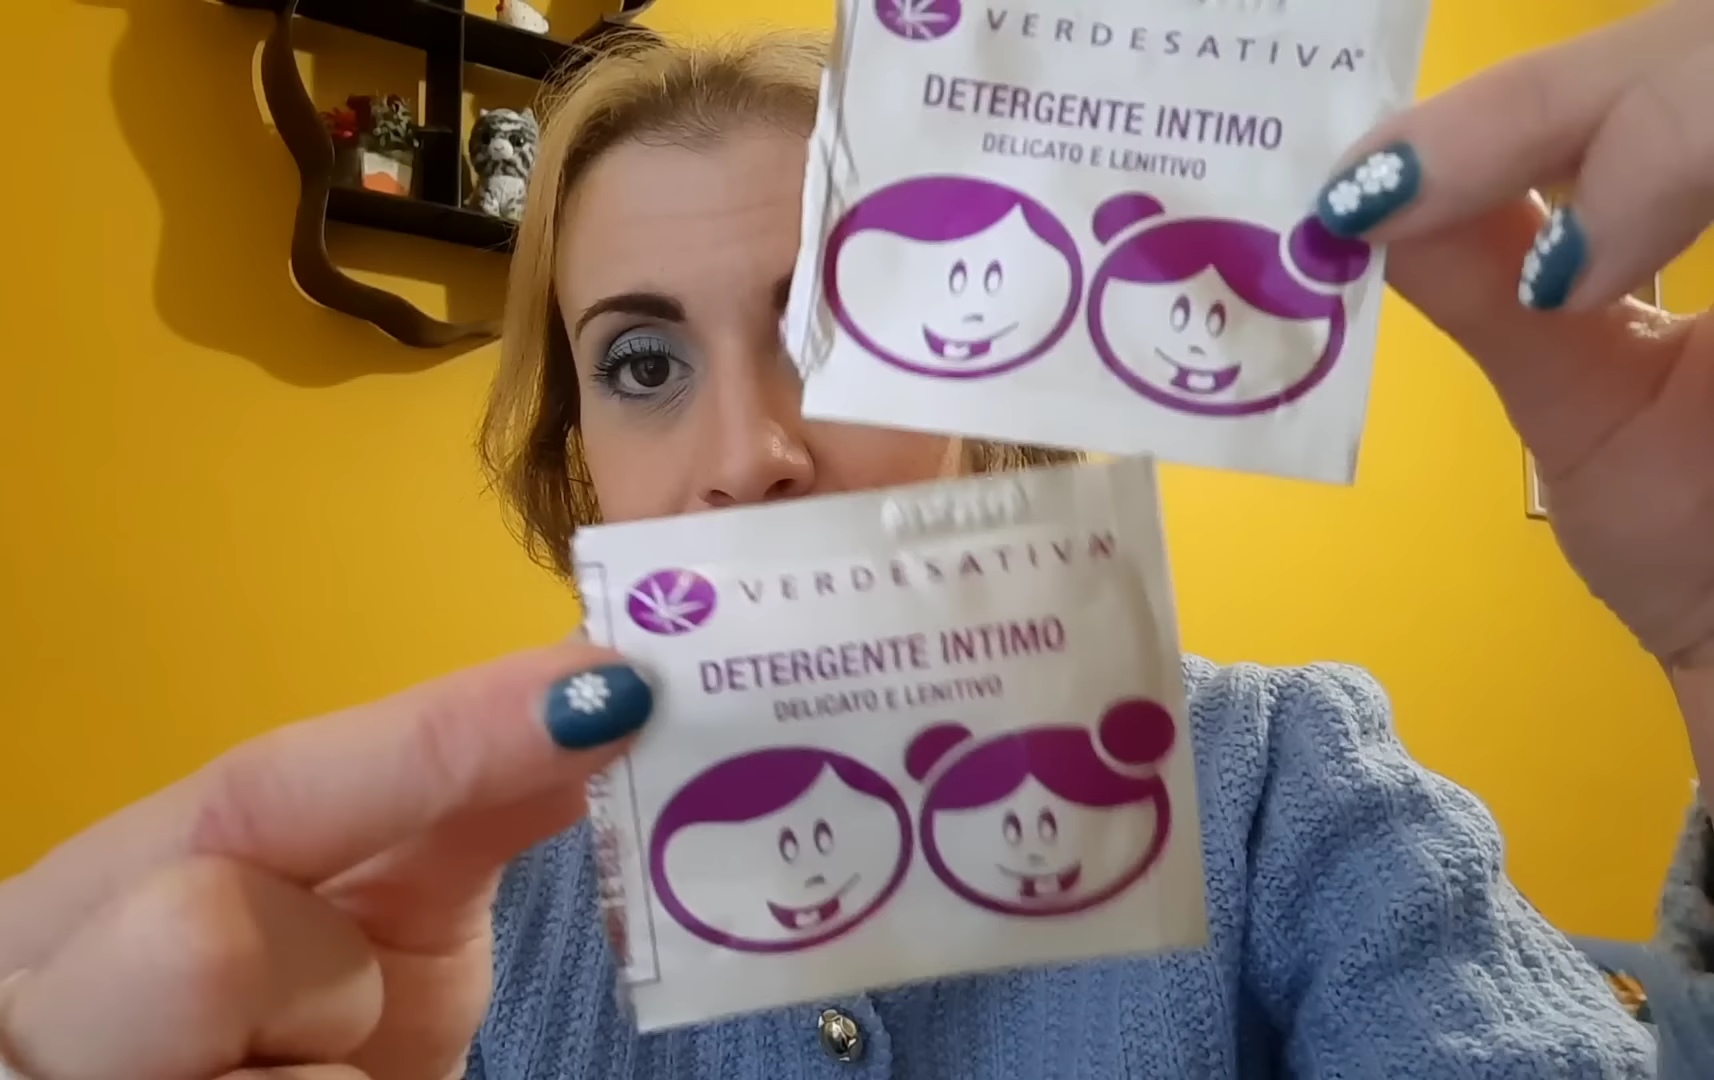 VERDESATIVA®
DETERGENTE INTIMO
DELICATO E LENITIVO
VERDESATIVA®
DETERGENTE INTIMO
DELICATO E LENITIVO